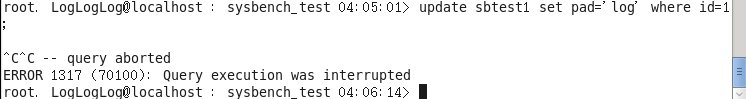 root. LogLogLog@localhost : sysbench_test 04:05:01> update sbtest1 set pad='log' where id=1
;
^C^C -- query aborted
ERROR 1317 (70100): Query execution was interrupted
root. LogLogLog@localhost : sysbench_test 04:06:14>